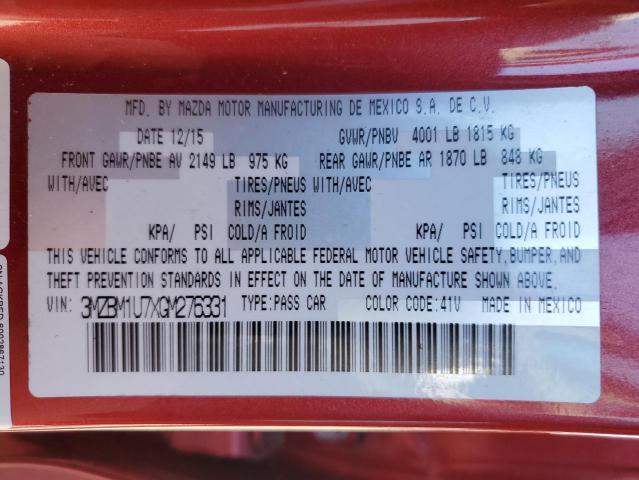 MFD. BY MAZDA MOTOR MANUFACTURING DE MEXICO S.A. DE C.V.
DATE 12/15 GVWR/PNBV 4001 LB 1815 KG
FRONT GAWR/PNBE AV 2149 LB 975 KG REAR GAWR/PNBE AR 1870 LB 848 KG
WITH/AVEC TIRES/PNEUS WITH/AVEC TIRES/PNEUS
RIMS/JANTES RIMS/JANTES
KPA/ PSI COLD/A FROID KPA/ PSI COLD/A FROID
THIS VEHICLE CONFORMS TO ALL APPLICABLE FEDERAL MOTOR VEHICLE SAFETY, BUMPER, AND
THEFT PREVENTION STANDARDS IN EFFECT ON THE DATE OF MANUFACTURE SHOWN ABOVE.
VIN: 3MZBM1U7XGM276331 TYPE:PASS CAR COLOR CODE:41V MADE IN MEXICO